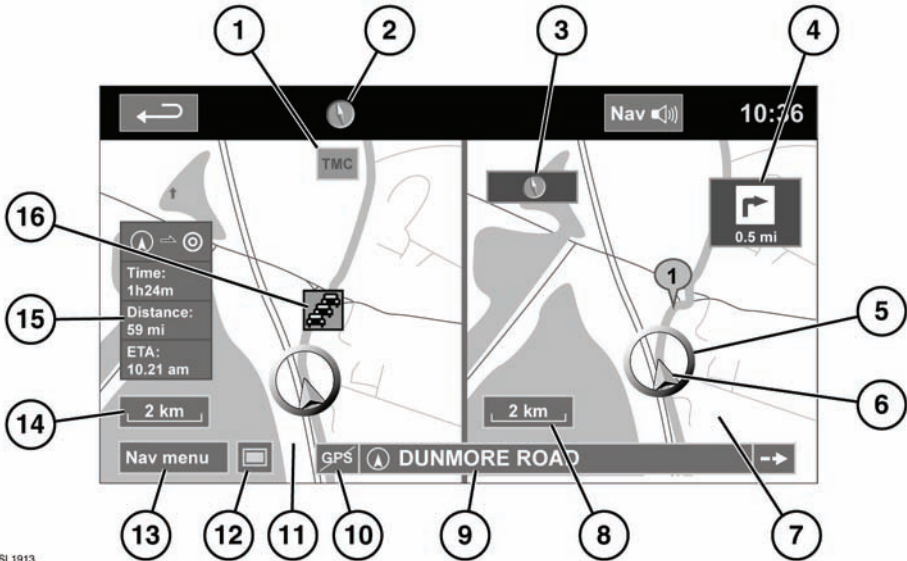 1 2 3 4
Nav 10:36
TMC
0.5 mi
16
Time:
1h24m
1
15
Distance:
59 mi
5
ETA:
10.21 am
6
14
2 km
2 km
Nav menu
GPS DUNMORE ROAD
13 12 11 10 9 8 7